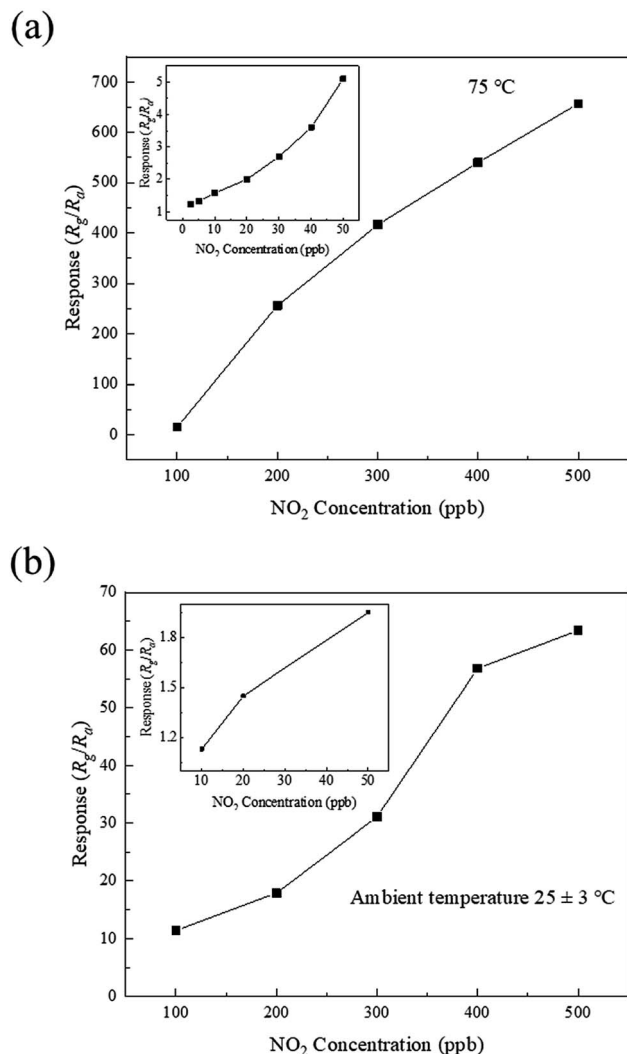 (a)
75 °C
Response (Rg/Ra)
700
600
500
400
300
200
100
0
100 200 300 400 500
NO2 Concentration (ppb)
Response (Rg/Ra)
5
4
3
2
1
0 10 20 30 40 50
NO2 Concentration (ppb)
(b)
Response (Rg/Ra)
70
60
50
40
30
20
10
0
100 200 300 400 500
NO2 Concentration (ppb)
Response (Rg/Ra)
1.8
1.5
1.2
10 20 30 40 50
NO2 Concentration (ppb)
Ambient temperature 25 ± 3 °C